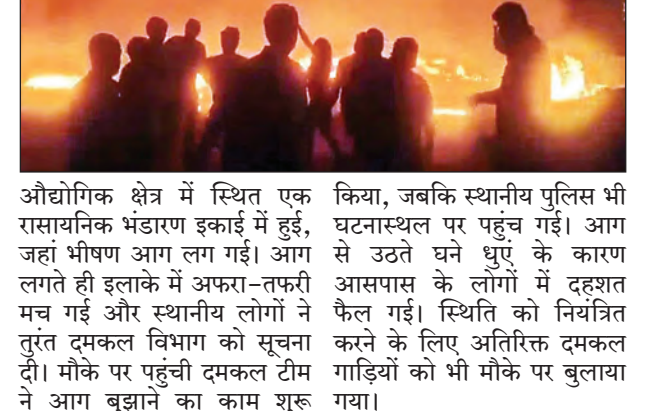 औद्योगिक क्षेत्र में स्थित एक
रासायनिक भंडारण इकाई में हुई,
जहां भीषण आग लग गई। आग
लगते ही इलाके में अफरा-तफरी
मच गई और स्थानीय लोगों ने
तुरंत दमकल विभाग को सूचना
दी। मौके पर पहुंची दमकल टीम
ने आग बुझाने का काम शुरू
किया, जबकि स्थानीय पुलिस भी
घटनास्थल पर पहुंच गई। आग
से उठते घने धुएं के कारण
आसपास के लोगों में दहशत
फैल गई। स्थिति को नियंत्रित
करने के लिए अतिरिक्त दमकल
गाड़ियों को भी मौके पर बुलाया
गया।